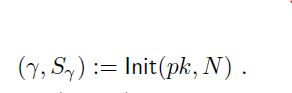 (γ, S_γ) := Init(pk, N) .